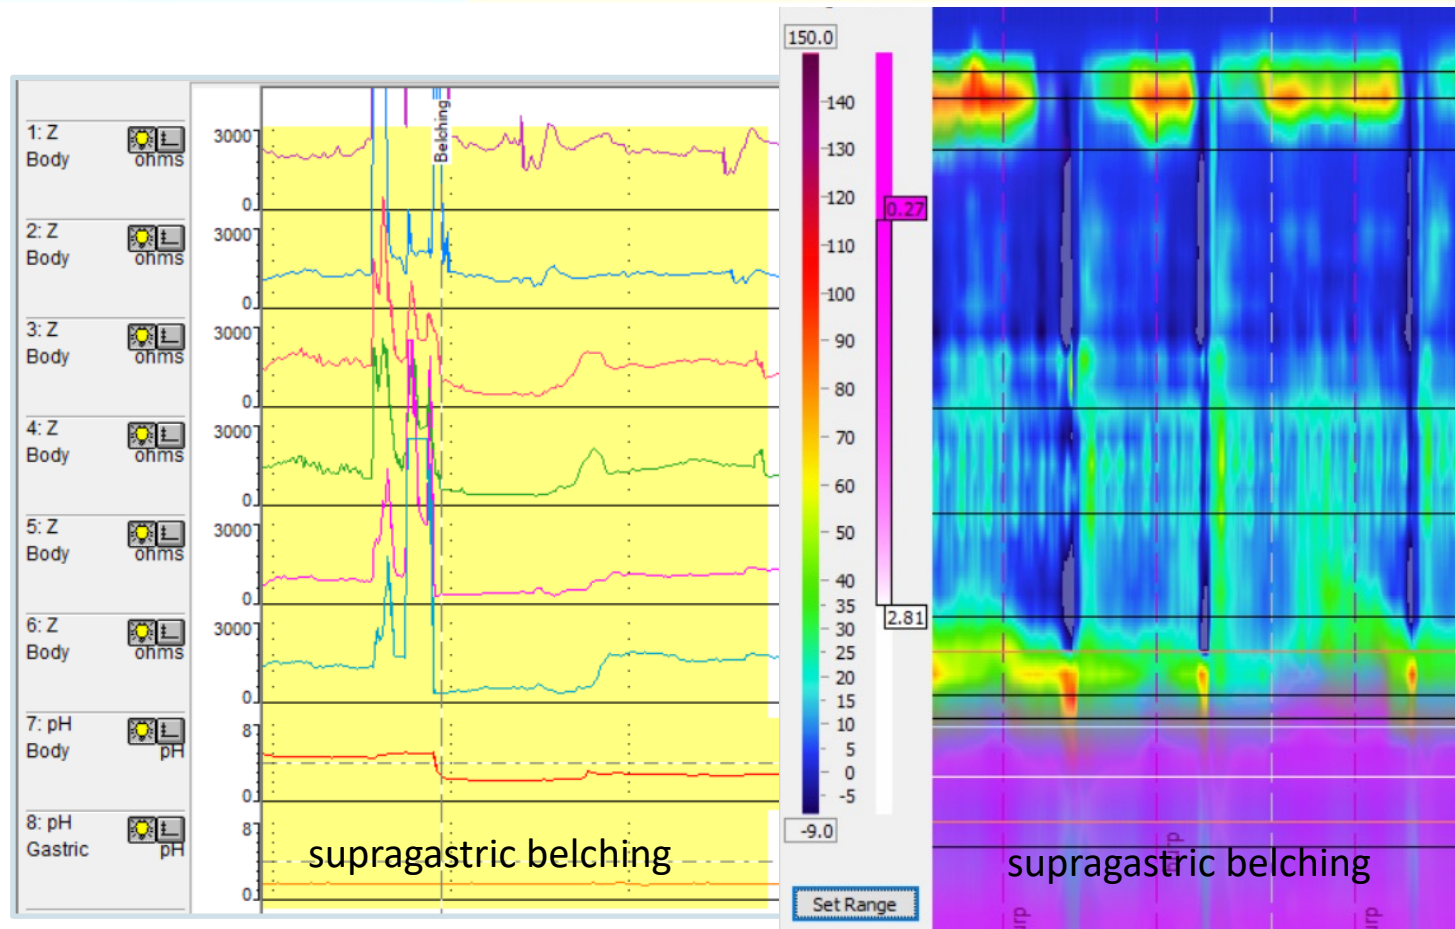 1: Z
Body
ohms
3000
0
Belching
2: Z
Body
ohms
3000
0
3: Z
Body
ohms
3000
0
4: Z
Body
ohms
3000
0
5: Z
Body
ohms
3000
0
6: Z
Body
ohms
3000
0
7: pH
Body
pH
8
0
8: pH
Gastric
pH
8
0
supragastric belching
150.0
140
130
120
110
100
90
80
70
60
50
40
35
30
25
20
15
10
5
0
-5
-9.0
0.27
2.81
Set Range
burp
supragastric belching